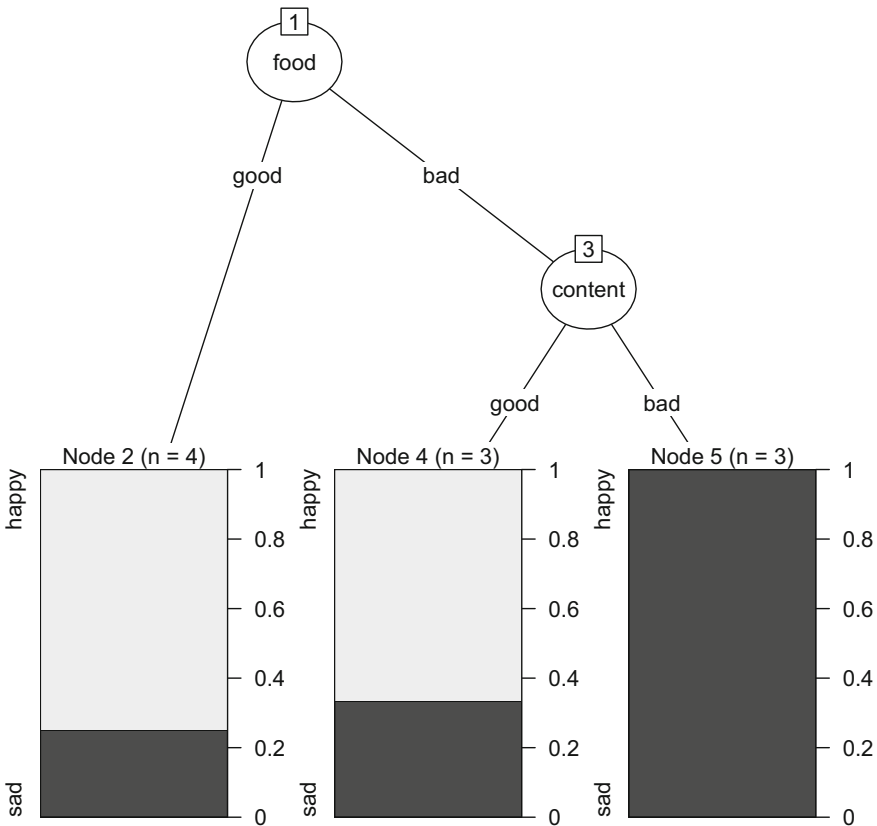 1
food
good
bad
3
content
good
bad
Node 2 (n = 4)
happy
sad
1
0.8
0.6
0.4
0.2
0
Node 4 (n = 3)
happy
sad
1
0.8
0.6
0.4
0.2
0
Node 5 (n = 3)
happy
sad
1
0.8
0.6
0.4
0.2
0